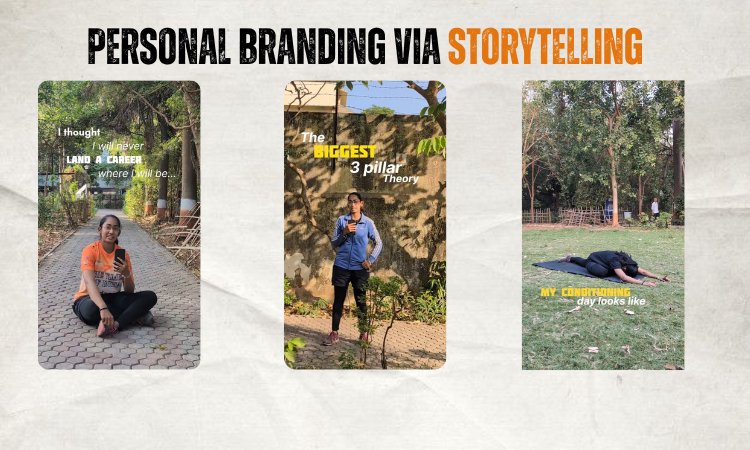 PERSONAL BRANDING VIA STORYTELLING
I thought
I will never
LAND A CAREER
where I will be...
The
BIGGEST
3 pillar
Theory
MY CONDITIONING
day looks like